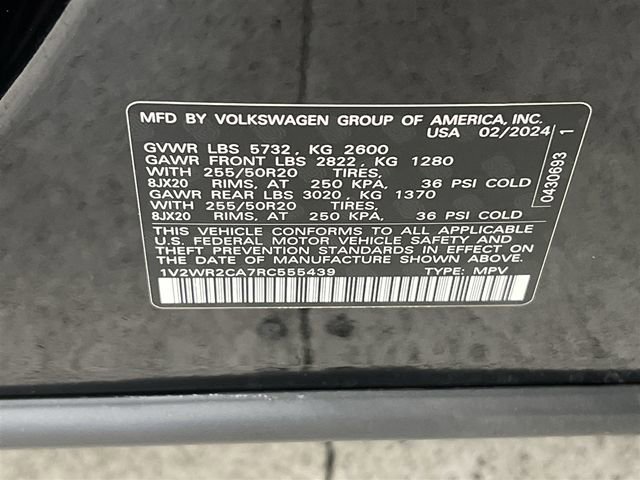 MFD BY VOLKSWAGEN GROUP OF AMERICA, INC.
USA 02/2024
GVWR LBS 5732, KG 2600
GAWR FRONT LBS 2822, KG 1280
WITH 255/50R20 TIRES,
8JX20 RIMS, AT 250 KPA, 36 PSI COLD
GAWR REAR LBS 3020, KG 1370
WITH 255/50R20 TIRES,
8JX20 RIMS, AT 250 KPA, 36 PSI COLD
THIS VEHICLE CONFORMS TO ALL APPLICABLE
U.S. FEDERAL MOTOR VEHICLE SAFETY AND
THEFT PREVENTION STANDARDS IN EFFECT ON
THE DATE OF MANUFACTURE SHOWN ABOVE.
1V2WR2CA7RC555439 TYPE: MPV
0430693 1